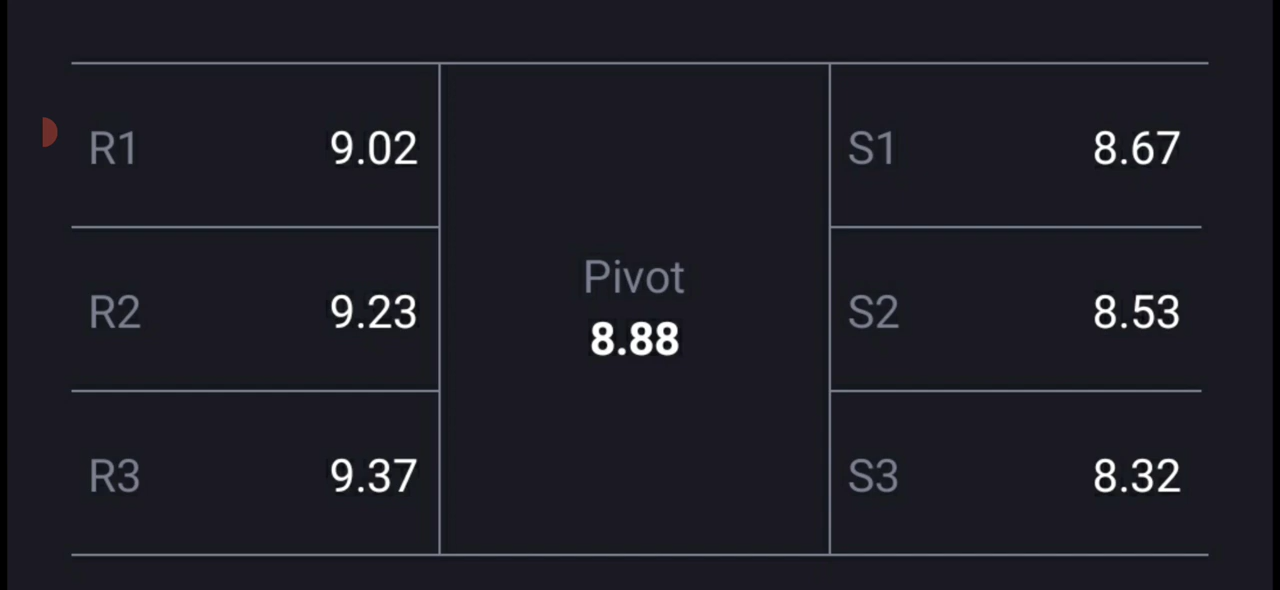 R1 9.02
R2 9.23
R3 9.37
Pivot
8.88
S1 8.67
S2 8.53
S3 8.32